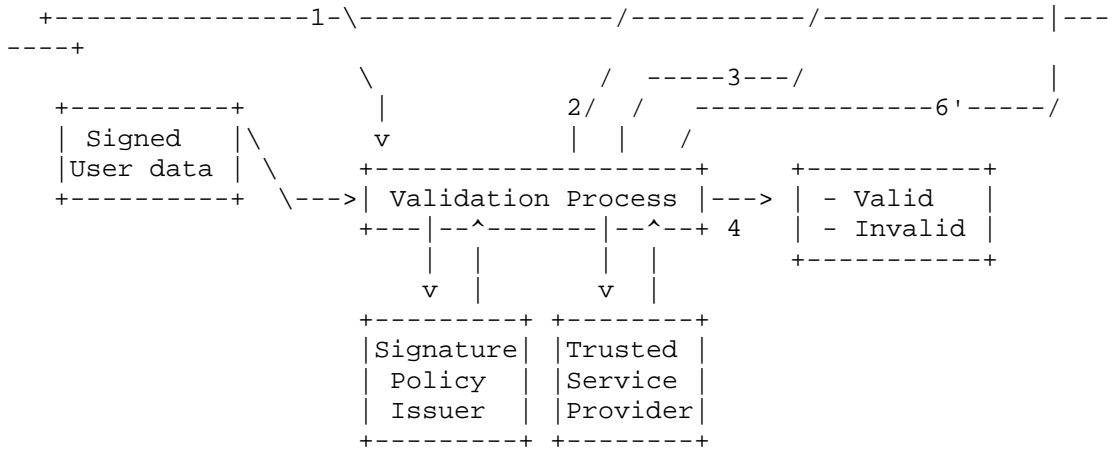 +----------------1-\----------------/-----------/--------------|---
----+
\ / -----3---/ |
+----------+ | 2/ / ---------------6'-----/
| Signed |\ v | | /
|User data | \ +--------------------+ +-----------+
+----------+ \--->| Validation Process |---> | - Valid |
+---|--^-------|--^--+ 4 | - Invalid |
| | | | +-----------+
v | v |
+---------+ +--------+
|Signature| |Trusted |
| Policy | |Service |
| Issuer | |Provider|
+---------+ +--------+